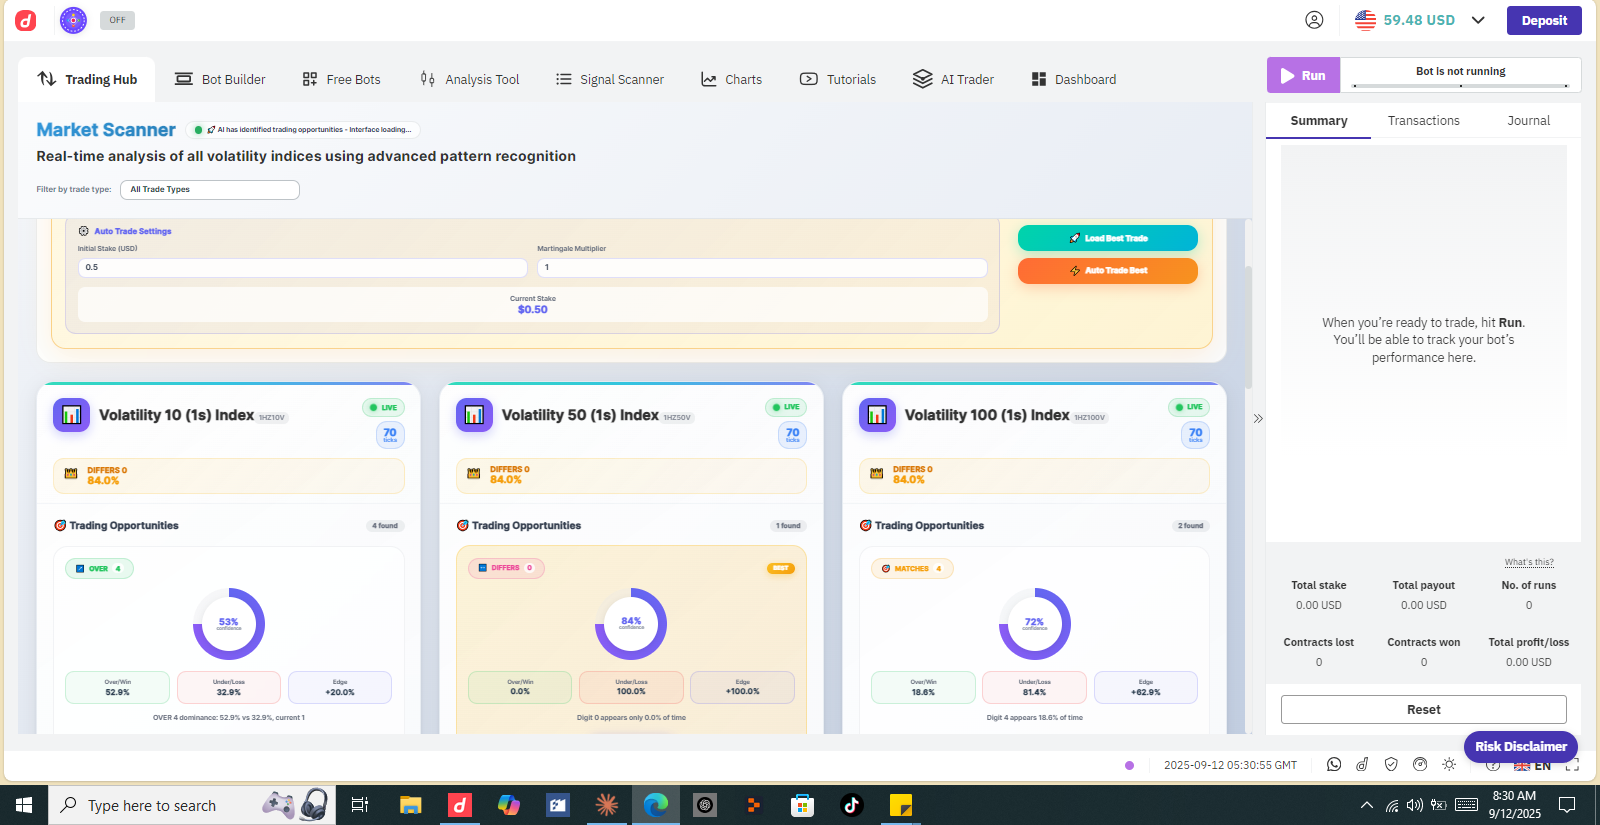 OFF
59.48 USD
Deposit
Trading Hub
Bot Builder
Free Bots
Analysis Tool
Signal Scanner
Charts
Tutorials
AI Trader
Dashboard
Run
Bot is not running
Market Scanner
AI has identified trading opportunities - Interface loading...
Real-time analysis of all volatility indices using advanced pattern recognition
Filter by trade type:
All Trade Types
Summary
Transactions
Journal
Auto Trade Settings
Initial Stake (USD)
Martingale Multiplier
0.5
1
Current Stake
$0.50
Load Best Trade
Auto Trade Best
When you're ready to trade, hit Run.
You'll be able to track your bot's
performance here.
Volatility 10 (1s) Index 1HZ10V
LIVE
70
ticks
DIFFERS 0
84.0%
Trading Opportunities
4 found
OVER 4
53%
confidence
Over/Win
52.9%
Under/Loss
32.9%
Edge
+20.0%
OVER 4 dominance: 52.9% vs 32.9%, current 1
Volatility 50 (1s) Index 1HZ50V
LIVE
70
ticks
DIFFERS 0
84.0%
Trading Opportunities
1 found
DIFFERS 0
BEST
84%
confidence
Over/Win
0.0%
Under/Loss
100.0%
Edge
+100.0%
Digit 0 appears only 0.0% of time
Volatility 100 (1s) Index 1HZ100V
LIVE
70
ticks
DIFFERS 0
84.0%
Trading Opportunities
2 found
MATCHES 4
72%
confidence
Over/Win
18.6%
Under/Loss
81.4%
Edge
+62.9%
Digit 4 appears 18.6% of time
What's this?
Total stake
0.00 USD
Total payout
0.00 USD
No. of runs
0
Contracts lost
0
Contracts won
0
Total profit/loss
0.00 USD
Reset
Risk Disclaimer
2025-09-12 05:30:55 GMT
EN
Type here to search
8:30 AM
9/12/2025